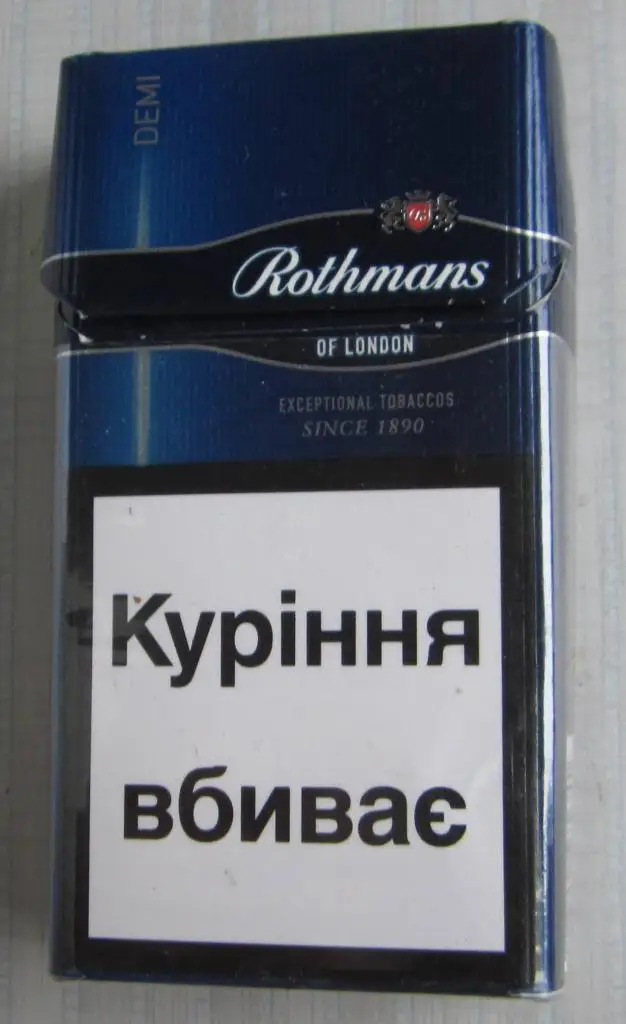 DEMI
Rothmans
OF LONDON
EXCEPTIONAL TOBACCOS
SINCE 1890
Куріння
вбиває